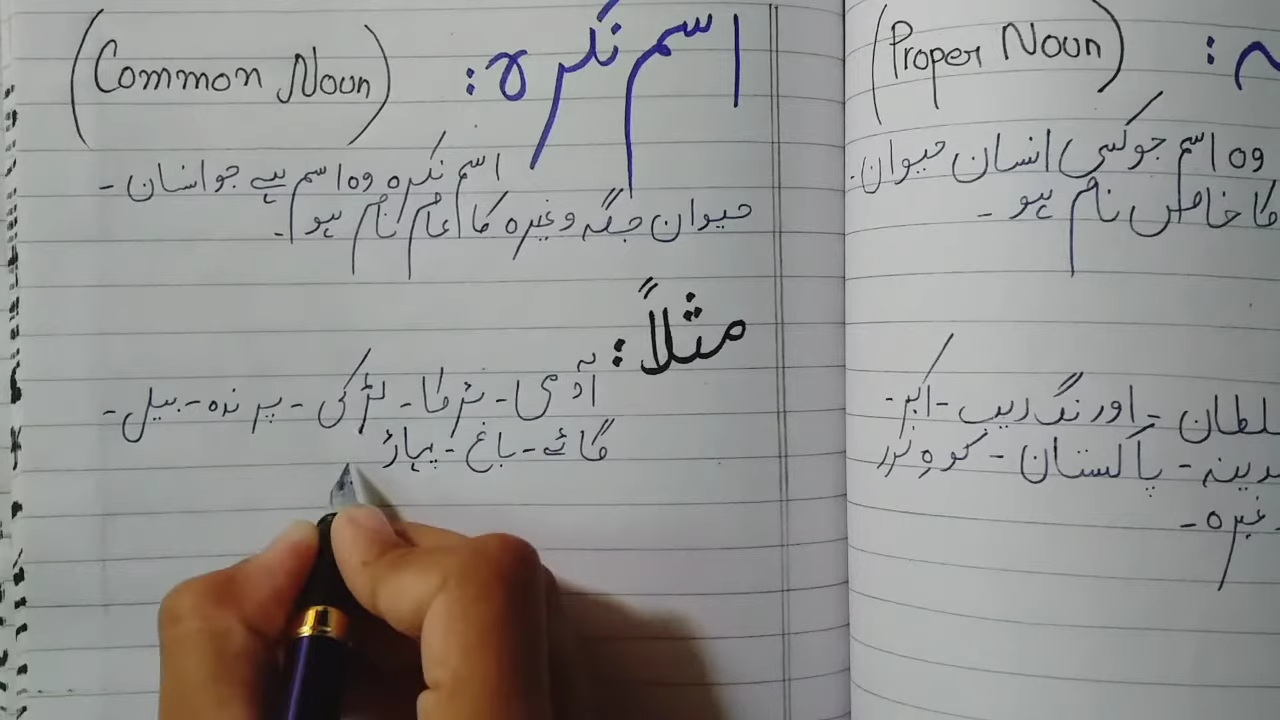 اسم نکرہ: (Common Noun)
اسم نکرہ وہ اسم ہے جو انسان۔
حیوان جگہ وغیرہ کا عام نام ہو۔
مثلاً:
آدمی۔ لڑکا۔ لڑکی۔ پرندہ۔ بیل۔
گائے۔ باغ۔ پہاڑ
: (Proper Noun)
وہ اسم جو کسی انسان حیوان۔
کا خاص نام ہو۔
اورنگ زیب۔ اکبر۔
پاکستان۔ کوہِ نور